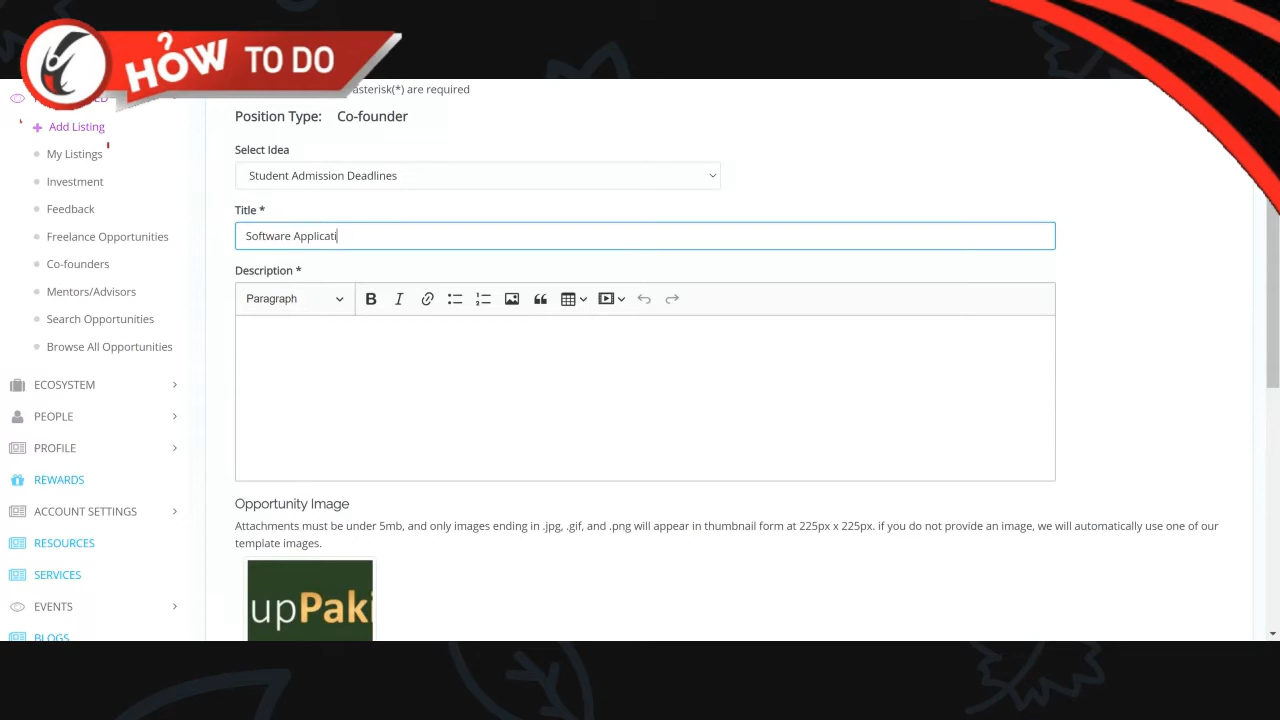 ? HOW TO DO
asterisk(*) are required
Position Type: Co-founder
Add Listing
My Listings
Investment
Feedback
Freelance Opportunities
Co-founders
Mentors/Advisors
Search Opportunities
Browse All Opportunities
ECOSYSTEM
PEOPLE
PROFILE
REWARDS
ACCOUNT SETTINGS
RESOURCES
SERVICES
EVENTS
BLOGS
Select Idea
Student Admission Deadlines
Title *
Software Applicati
Description *
Paragraph
Opportunity Image
Attachments must be under 5mb, and only images ending in .jpg, .gif, and .png will appear in thumbnail form at 225px x 225px. if you do not provide an image, we will automatically use one of our
template images.
upPaki